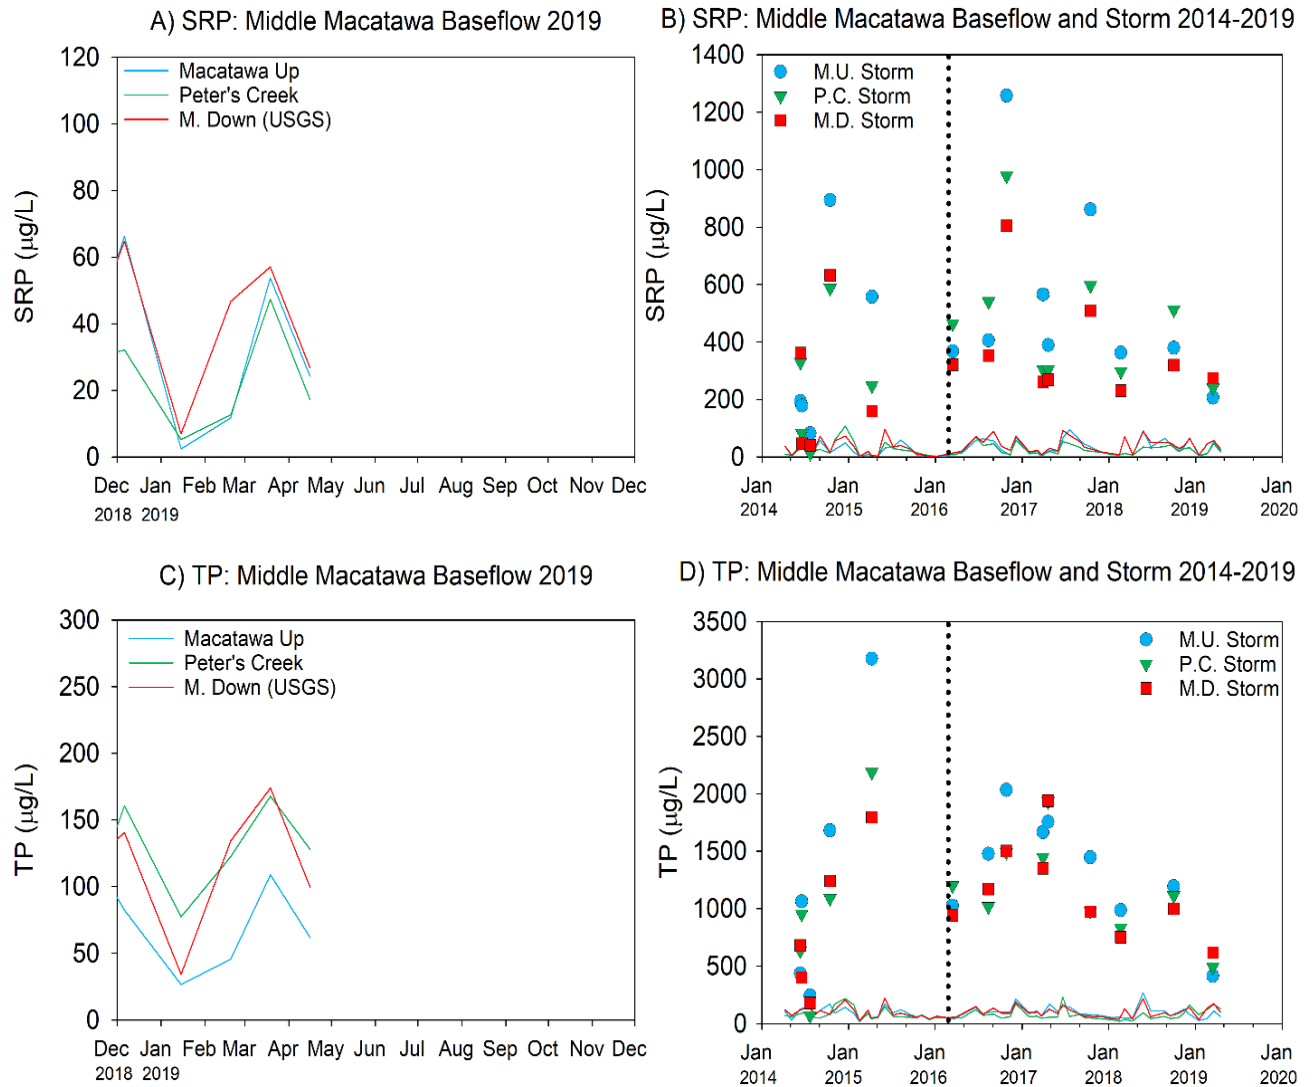 A) SRP: Middle Macatawa Baseflow 2019
120
100
80
60
40
20
0
SRP (µg/L)
Macatawa Up
Peter's Creek
M. Down (USGS)
Dec Jan Feb Mar Apr May Jun Jul Aug Sep Oct Nov Dec
2018 2019
B) SRP: Middle Macatawa Baseflow and Storm 2014-2019
1400
1200
1000
800
600
400
200
0
SRP (µg/L)
M.U. Storm
P.C. Storm
M.D. Storm
Jan Jan Jan Jan Jan Jan Jan
2014 2015 2016 2017 2018 2019 2020
C) TP: Middle Macatawa Baseflow 2019
300
250
200
150
100
50
0
TP (µg/L)
Macatawa Up
Peter's Creek
M. Down (USGS)
Dec Jan Feb Mar Apr May Jun Jul Aug Sep Oct Nov Dec
2018 2019
D) TP: Middle Macatawa Baseflow and Storm 2014-2019
3500
3000
2500
2000
1500
1000
500
0
TP (µg/L)
M.U. Storm
P.C. Storm
M.D. Storm
Jan Jan Jan Jan Jan Jan Jan
2014 2015 2016 2017 2018 2019 2020